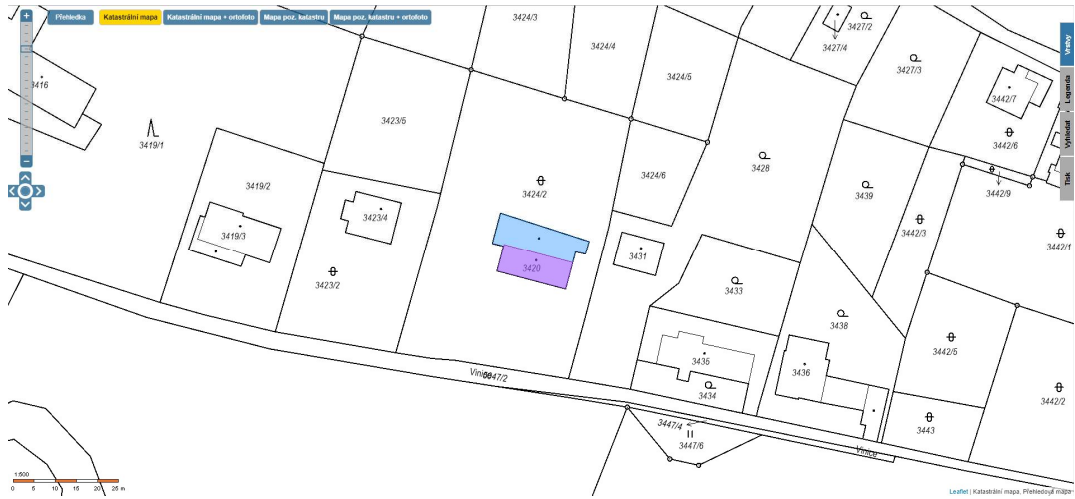 Přehledka
Katastrální mapa
Katastrální mapa + ortofoto
Mapa poz. katastru
Mapa poz. katastru + ortofoto
Vrstvy
Legenda
Vyhledat
Tisk
3424/3
3427/2
3427/4
3424/4
3427/3
3424/5
3416
3442/7
3423/5
3419/1
3442/6
3428
3424/6
3419/2
3424/2
3439
3442/9
3423/4
3442/3
3419/3
3442/1
3431
3420
3423/2
3433
3438
3435
3442/5
3436
Vinice
3447/2
3434
3442/2
3443
3447/4
3447/6
Vinice
1:500
0 5 10 15 20 25 m
Leaflet | Katastrální mapa, Přehledová mapa